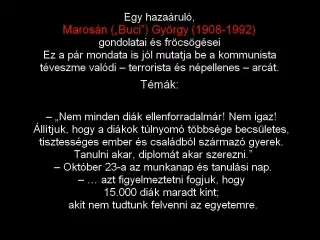 Egy hazaáruló,
Marosán („Buci") György (1908-1992)
gondolatai és fröcsögései
Ez a pár mondata is jól mutatja be a kommunista
téveszme valódi – terrorista és népellenes – arcát.
Témák:
– „Nem minden diák ellenforradalmár! Nem igaz!
Állítjuk, hogy a diákok túlnyomó többsége becsületes,
tisztességes ember és családból származó gyerek.
Tanulni akar, diplomát akar szerezni."
– Október 23-a az munkanap és tanulási nap.
– … azt figyelmeztetni fogjuk, hogy
15.000 diák maradt kint;
akit nem tudtunk felvenni az egyetemre.